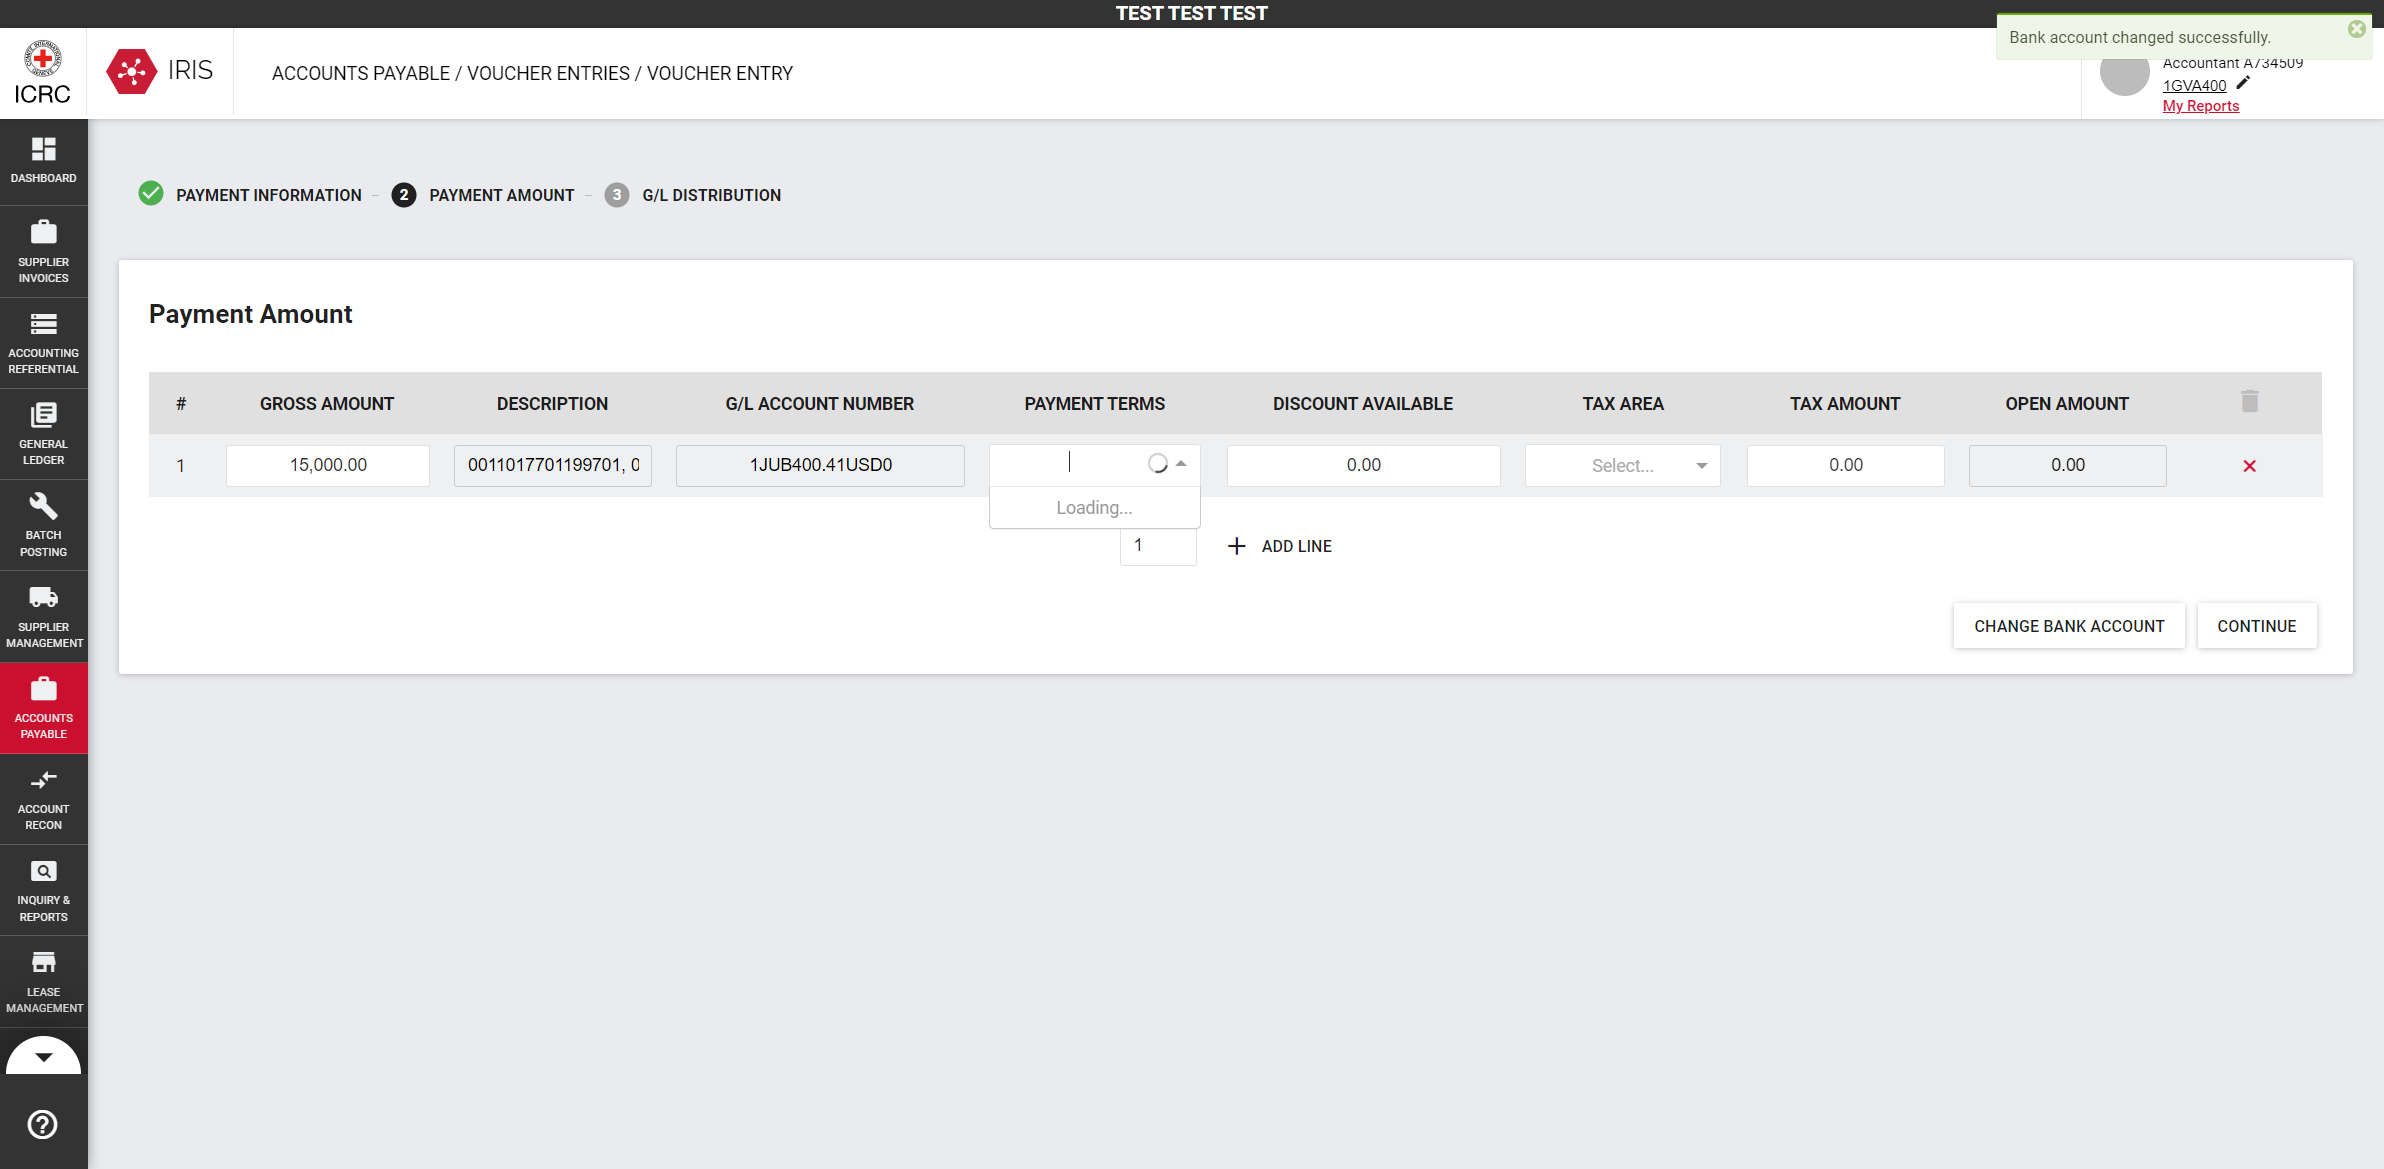 TEST TEST TEST
Bank account changed successfully.
ICRC
IRIS
ACCOUNTS PAYABLE / VOUCHER ENTRIES / VOUCHER ENTRY
Accountant A734509
1GVA400
My Reports
DASHBOARD
SUPPLIER
INVOICES
ACCOUNTING
REFERENTIAL
GENERAL
LEDGER
BATCH
POSTING
SUPPLIER
MANAGEMENT
ACCOUNTS
PAYABLE
ACCOUNT
RECON
INQUIRY &
REPORTS
LEASE
MANAGEMENT
PAYMENT INFORMATION – 2 PAYMENT AMOUNT – 3 G/L DISTRIBUTION
Payment Amount
# GROSS AMOUNT DESCRIPTION G/L ACCOUNT NUMBER PAYMENT TERMS DISCOUNT AVAILABLE TAX AREA TAX AMOUNT OPEN AMOUNT
1 15,000.00 0011017701199701, 0 1JUB400.41USD0 0.00 Select... 0.00 0.00
Loading...
1 ADD LINE
CHANGE BANK ACCOUNT CONTINUE